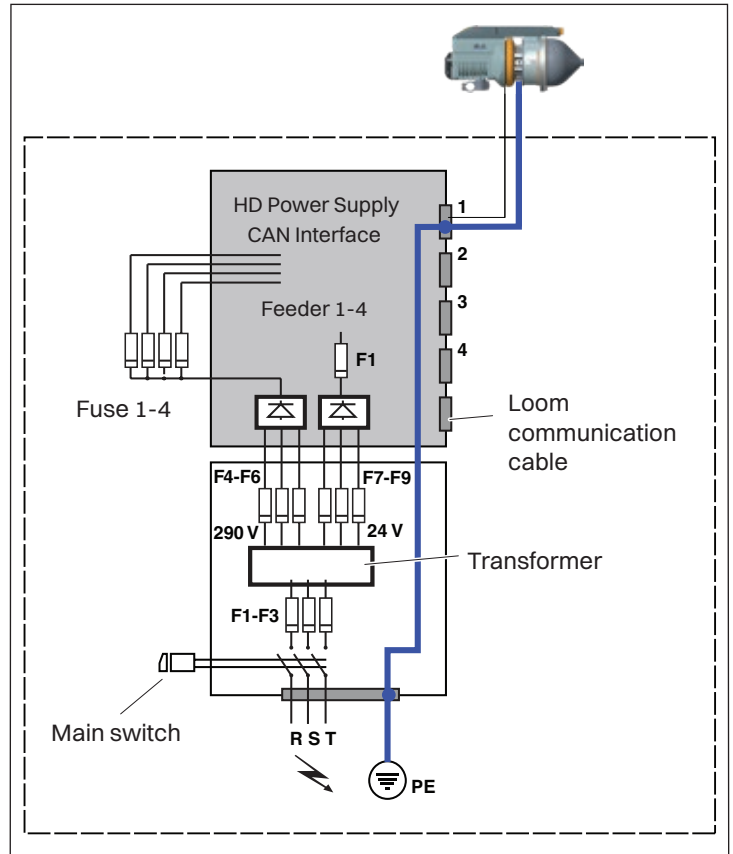 HD Power Supply
CAN Interface
1
2
3
4
Feeder 1-4
F1
Fuse 1-4
Loom
communication
cable
F4-F6
F7-F9
290 V
24 V
Transformer
F1-F3
Main switch
R S T
PE